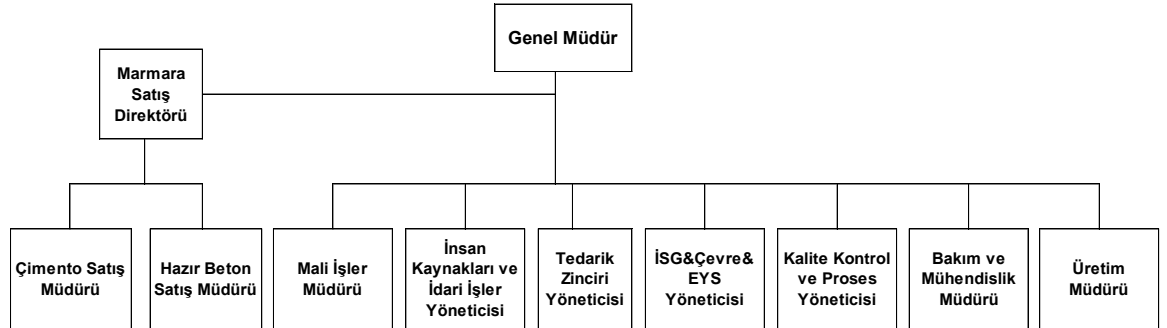 Genel Müdür
Marmara
Satış
Direktörü
Çimento Satış
Müdürü
Hazır Beton
Satış Müdürü
Mali İşler
Müdürü
İnsan
Kaynakları ve
İdari İşler
Yöneticisi
Tedarik
Zinciri
Yöneticisi
İSG&Çevre&
EYS
Yöneticisi
Kalite Kontrol
ve Proses
Yöneticisi
Bakım ve
Mühendislik
Müdürü
Üretim
Müdürü